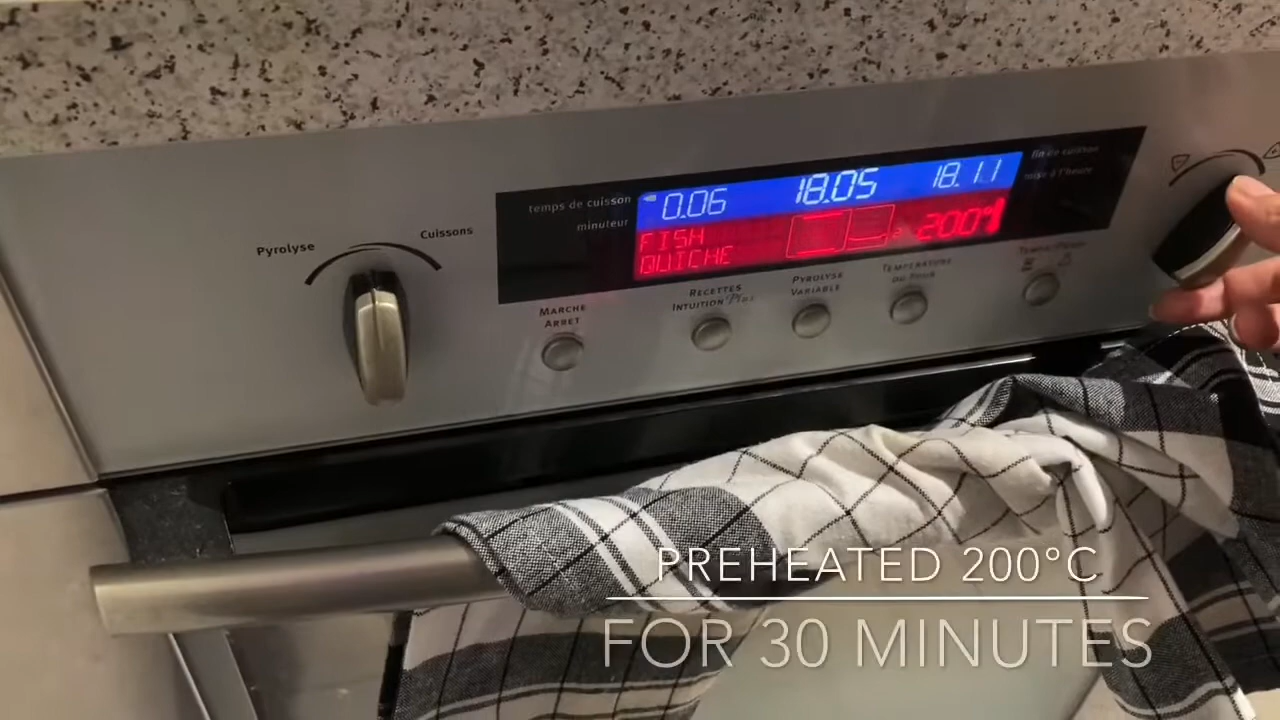 Pyrolyse
Cuissons
temps de cuisson
minuteur
0.06 18.05 18.11
FISH
QUICHE
200°
fin de cuisson
mise à l'heure
MARCHE
ARRET
RECETTES
INTUITION Plus
PYROLYSE
VARIABLE
TEMPERATURE
DU FOUR
PREHEATED 200°C
FOR 30 MINUTES